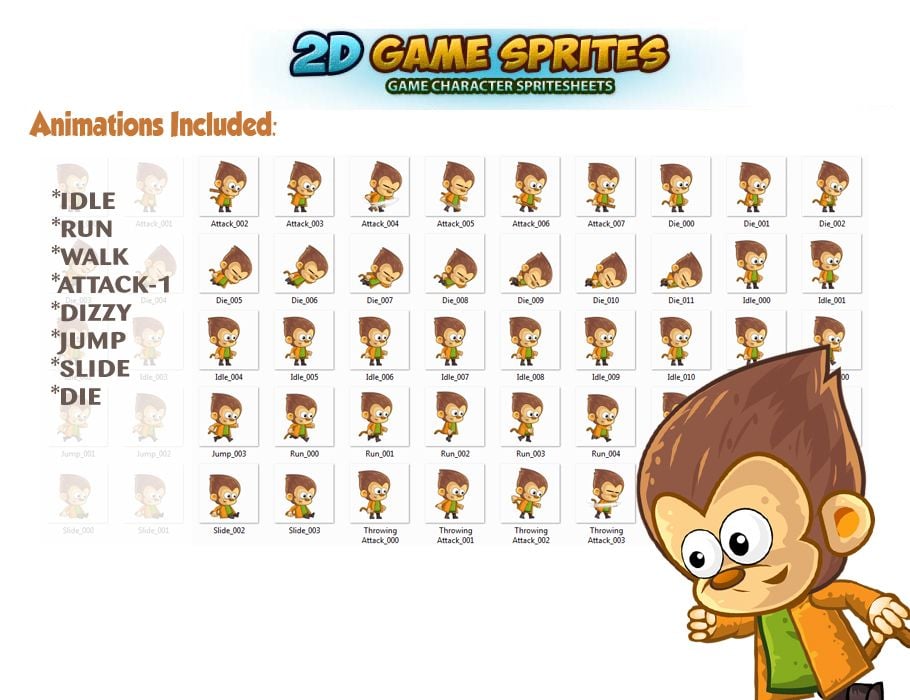 2D GAME SPRITES
GAME CHARACTER SPRITESHEETS
Animations Included:
*IDLE
*RUN
*WALK
*ATTACK-1
*DIZZY
*JUMP
*SLIDE
*DIE
Attack_001 Attack_002 Attack_003 Attack_004 Attack_005 Attack_006 Attack_007 Die_000 Die_001 Die_002
Die_003 Die_004 Die_005 Die_006 Die_007 Die_008 Die_009 Die_010 Die_011 Idle_000 Idle_001
Idle_003 Idle_004 Idle_005 Idle_006 Idle_007 Idle_008 Idle_009 Idle_010
Jump_001 Jump_002 Jump_003 Run_000 Run_001 Run_002 Run_003 Run_004
Slide_000 Slide_001 Slide_002 Slide_003 Throwing Throwing Throwing Throwing
Attack_000 Attack_001 Attack_002 Attack_003